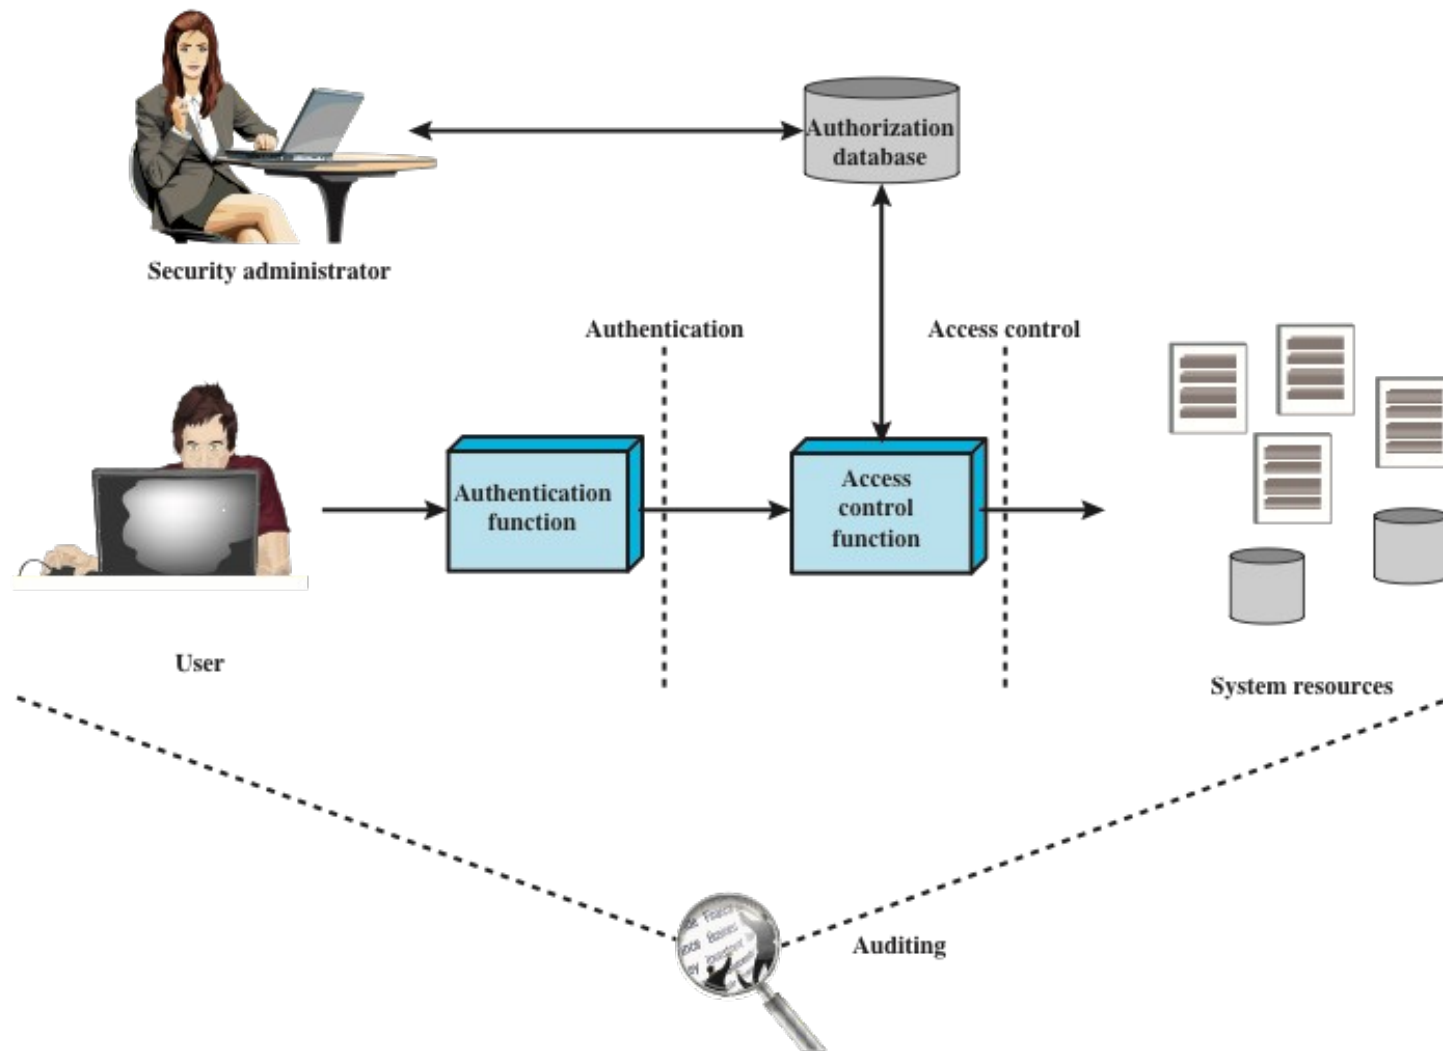 Authorization
database
Security administrator
Authentication
Access control
Authentication
function
Access
control
function
User
System resources
Auditing